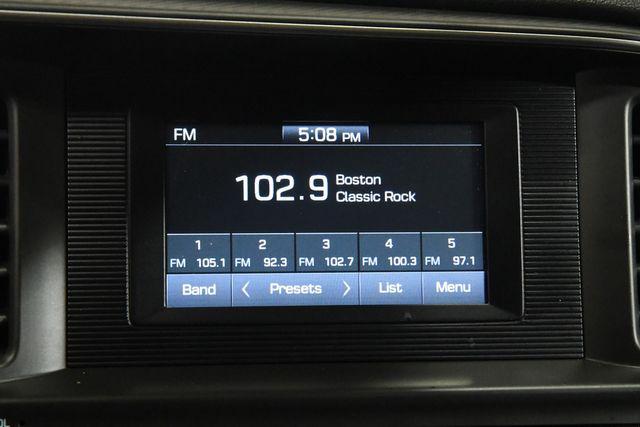 FM 5:08 PM
102.9 Boston
Classic Rock
1 2 3 4 5
FM 105.1 FM 92.3 FM 102.7 FM 100.3 FM 97.1
Band < Presets > List Menu